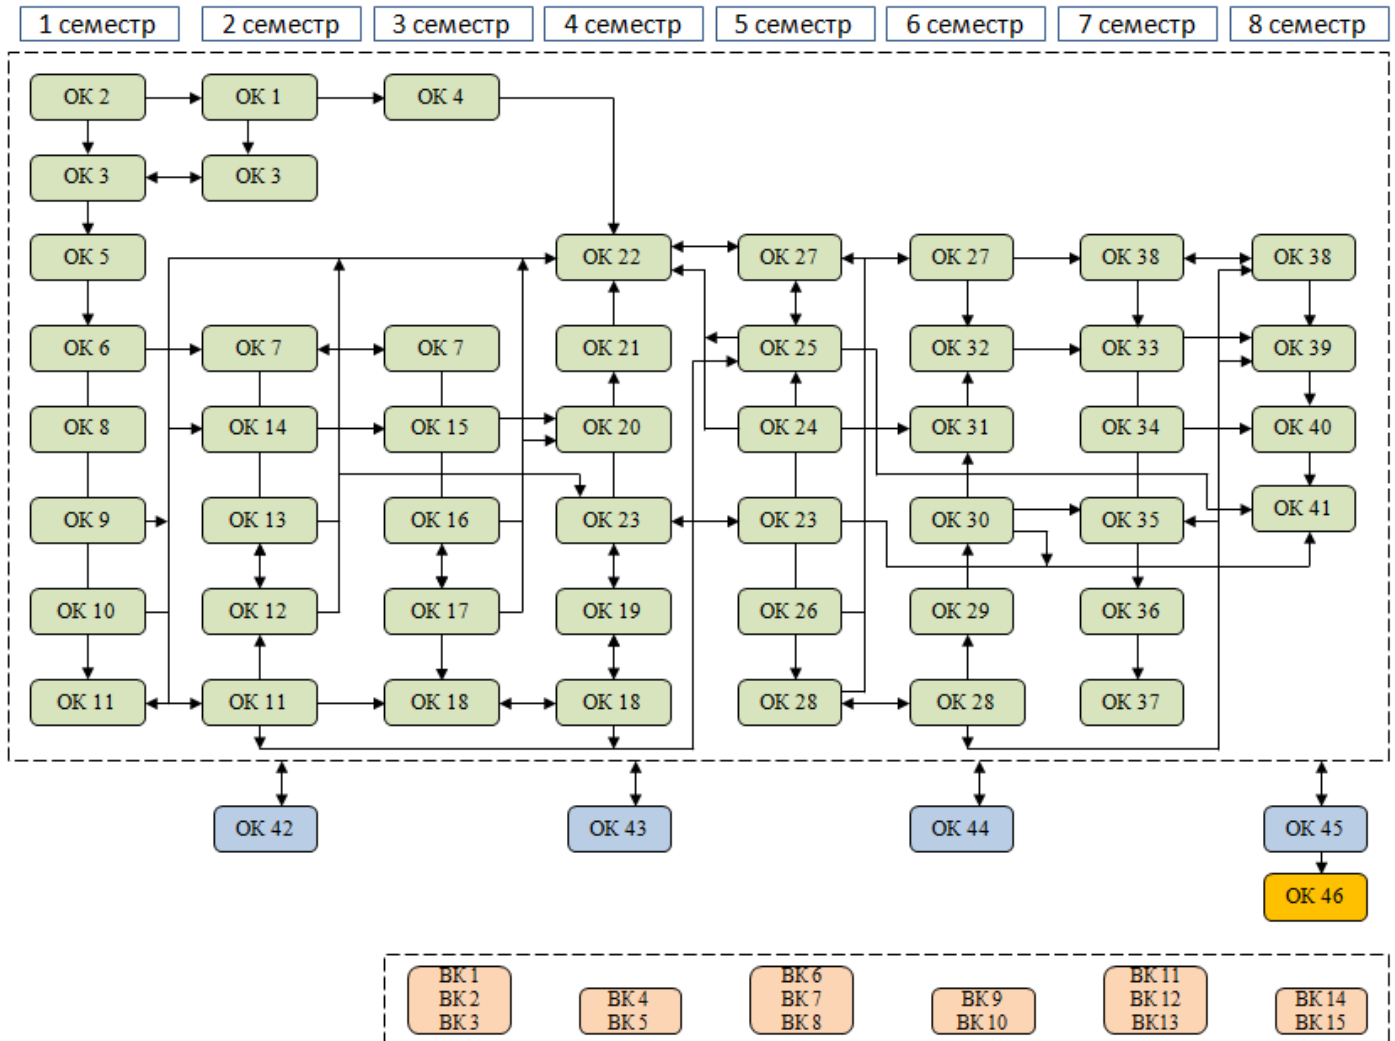 1 семестр
2 семестр
3 семестр
4 семестр
5 семестр
6 семестр
7 семестр
8 семестр
ОК 2
ОК 1
ОК 4
ОК 3
ОК 3
ОК 5
ОК 22
ОК 27
ОК 27
ОК 38
ОК 38
ОК 6
ОК 7
ОК 7
ОК 21
ОК 25
ОК 32
ОК 33
ОК 39
ОК 8
ОК 14
ОК 15
ОК 20
ОК 24
ОК 31
ОК 34
ОК 40
ОК 9
ОК 13
ОК 16
ОК 23
ОК 23
ОК 30
ОК 35
ОК 41
ОК 10
ОК 12
ОК 17
ОК 19
ОК 26
ОК 29
ОК 36
ОК 11
ОК 11
ОК 18
ОК 18
ОК 28
ОК 28
ОК 37
ОК 42
ОК 43
ОК 44
ОК 45
ОК 46
ВК 1
ВК 2
ВК 3
ВК 4
ВК 5
ВК 6
ВК 7
ВК 8
ВК 9
ВК 10
ВК 11
ВК 12
ВК13
ВК 14
ВК 15